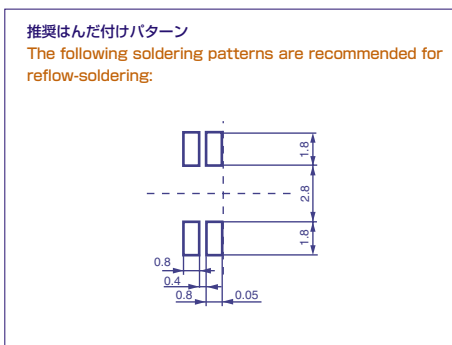 推奨はんだ付けパターン
The following soldering patterns are recommended for
reflow-soldering:
1.8
2.8
1.8
0.8
0.4
0.8
0.05